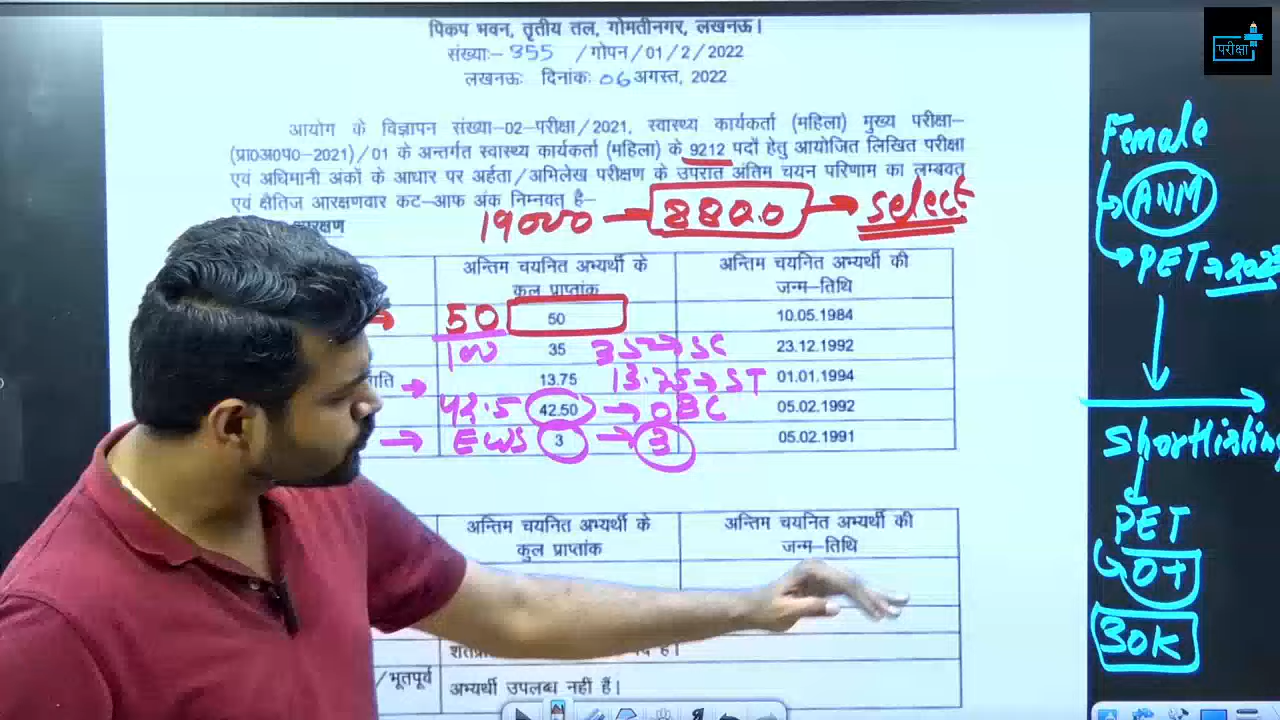 पिकप भवन, तृतीय तल, गोमतीनगर, लखनऊ।
संख्याः- 955 /गोपन/01/2/2022
लखनऊः दिनांकः 06 अगस्त, 2022
परीक्षा
आयोग के विज्ञापन संख्या-02-परीक्षा/2021, स्वास्थ्य कार्यकर्ता (महिला) मुख्य परीक्षा-
(प्रा0अ0प0-2021)/01 के अन्तर्गत स्वास्थ्य कार्यकर्ता (महिला) के 9212 पदों हेतु आयोजित लिखित परीक्षा
एवं अधिमानी अंकों के आधार पर अर्हता/अभिलेख परीक्षण के उपरांत अंतिम चयन परिणाम का लम्बवत्
एवं क्षैतिज आरक्षणवार कट-आफ अंक निम्नवत् है-
19000 → → select
अन्तिम चयनित अभ्यर्थी के कुल प्राप्तांक
अन्तिम चयनित अभ्यर्थी की जन्म-तिथि
50 50 10.05.1984
100 35 35 → SC 23.12.1992
13.75 → ST 01.01.1994
42.5 42.50 → OBC 05.02.1992
→ EWS 3 → 3 05.02.1991
अन्तिम चयनित अभ्यर्थी के कुल प्राप्तांक
अन्तिम चयनित अभ्यर्थी की जन्म-तिथि
/भूतपूर्व अभ्यर्थी उपलब्ध नहीं हैं।
Female
ANM
PET →
Shortlisting
PET
0+
30K